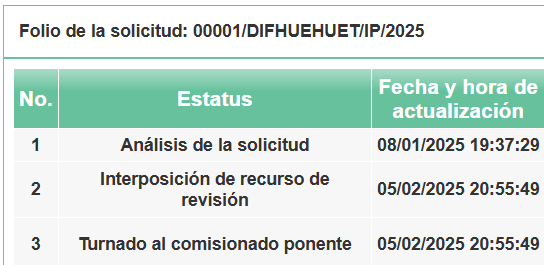 Folio de la solicitud: 00001/DIFHUEHUET/IP/2025
No. Estatus Fecha y hora de
actualización
1 Análisis de la solicitud 08/01/2025 19:37:29
2 Interposición de recurso de
revisión 05/02/2025 20:55:49
3 Turnado al comisionado ponente 05/02/2025 20:55:49